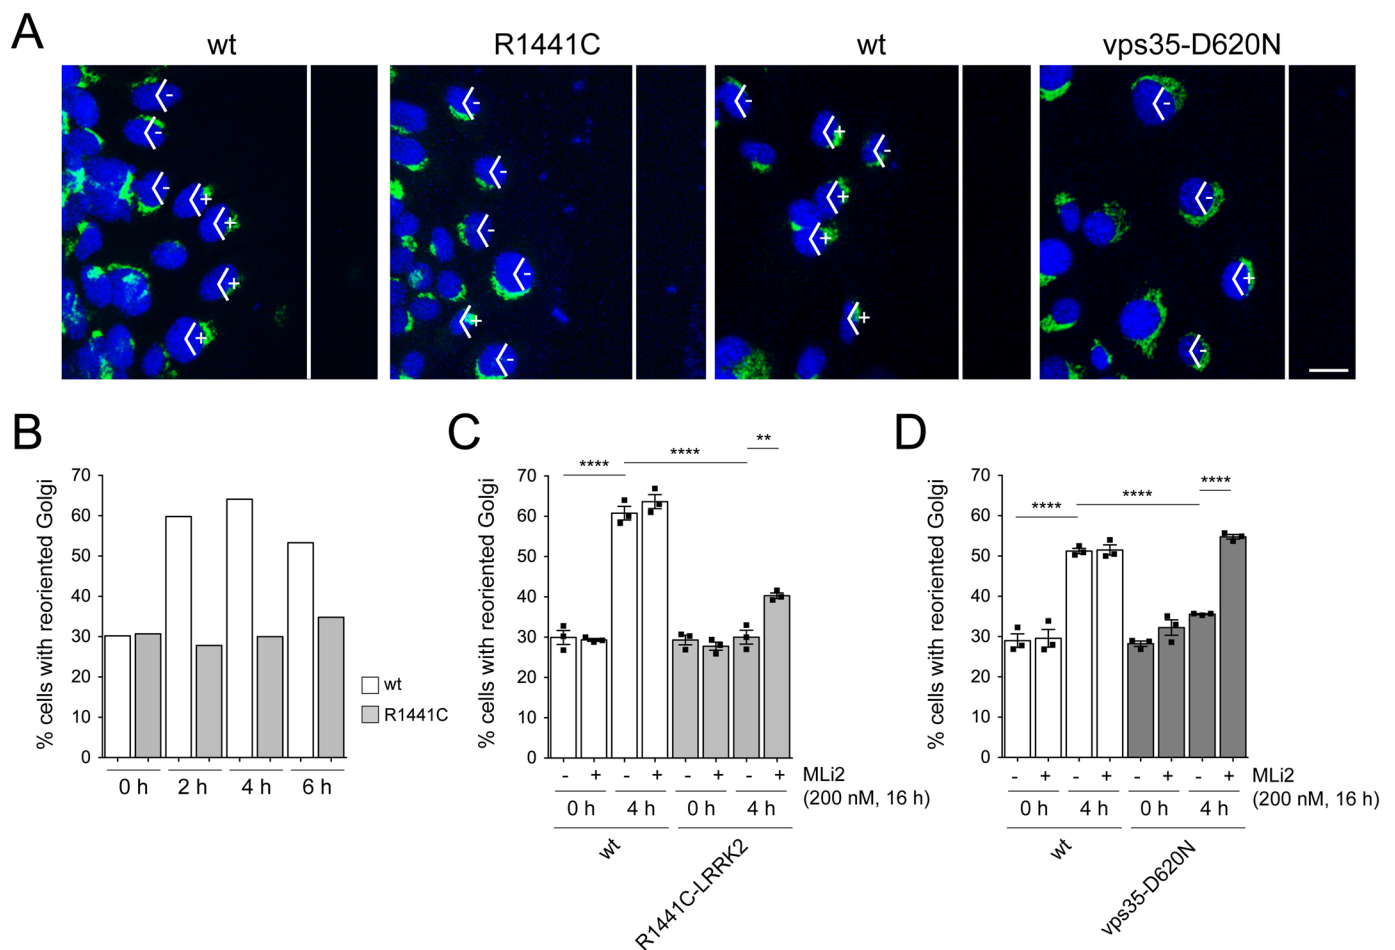 A
wt
R1441C
wt
vps35-D620N
-
-
-
+
+
+
+
-
-
-
-
+
-
-
+
-
+
+
+
-
-
+
-
B
% cells with reoriented Golgi
70
60
50
40
30
20
10
0
0 h
2 h
4 h
6 h
wt
R1441C
C
% cells with reoriented Golgi
70
60
50
40
30
20
10
0
****
****
**
- + - + - + - +
MLi2
(200 nM, 16 h)
0 h
4 h
0 h
4 h
wt
R1441C-LRRK2
D
% cells with reoriented Golgi
70
60
50
40
30
20
10
0
****
****
****
- + - + - + - +
MLi2
(200 nM, 16 h)
0 h
4 h
0 h
4 h
wt
vps35-D620N